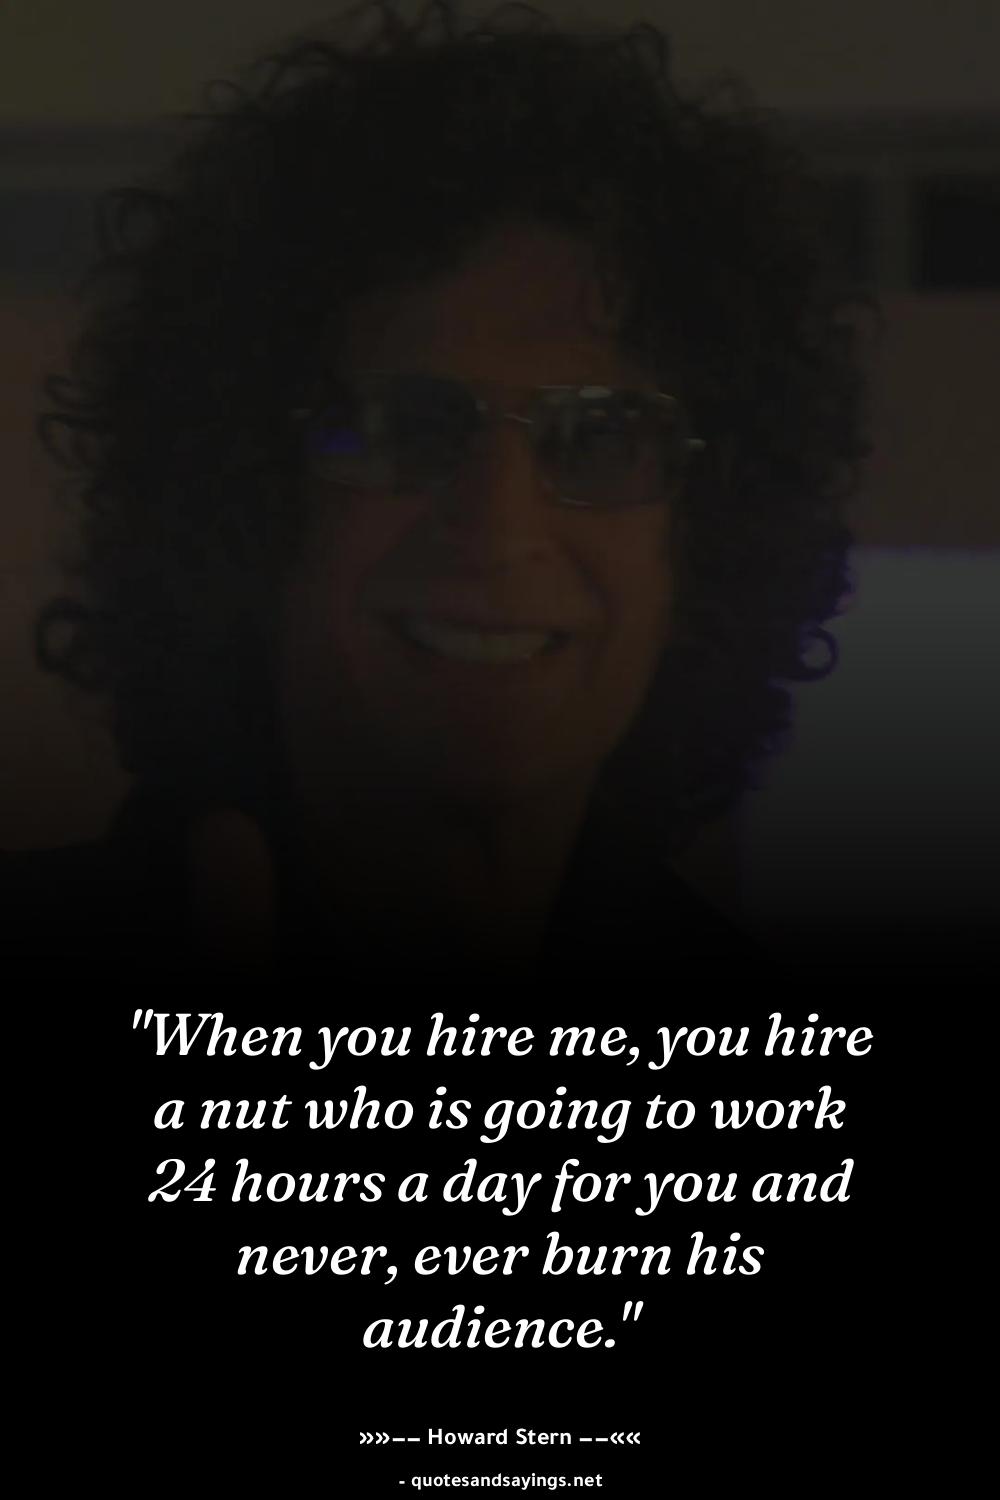 "When you hire me, you hire
a nut who is going to work
24 hours a day for you and
never, ever burn his
audience."
»»–– Howard Stern ––««
- quotesandsayings.net